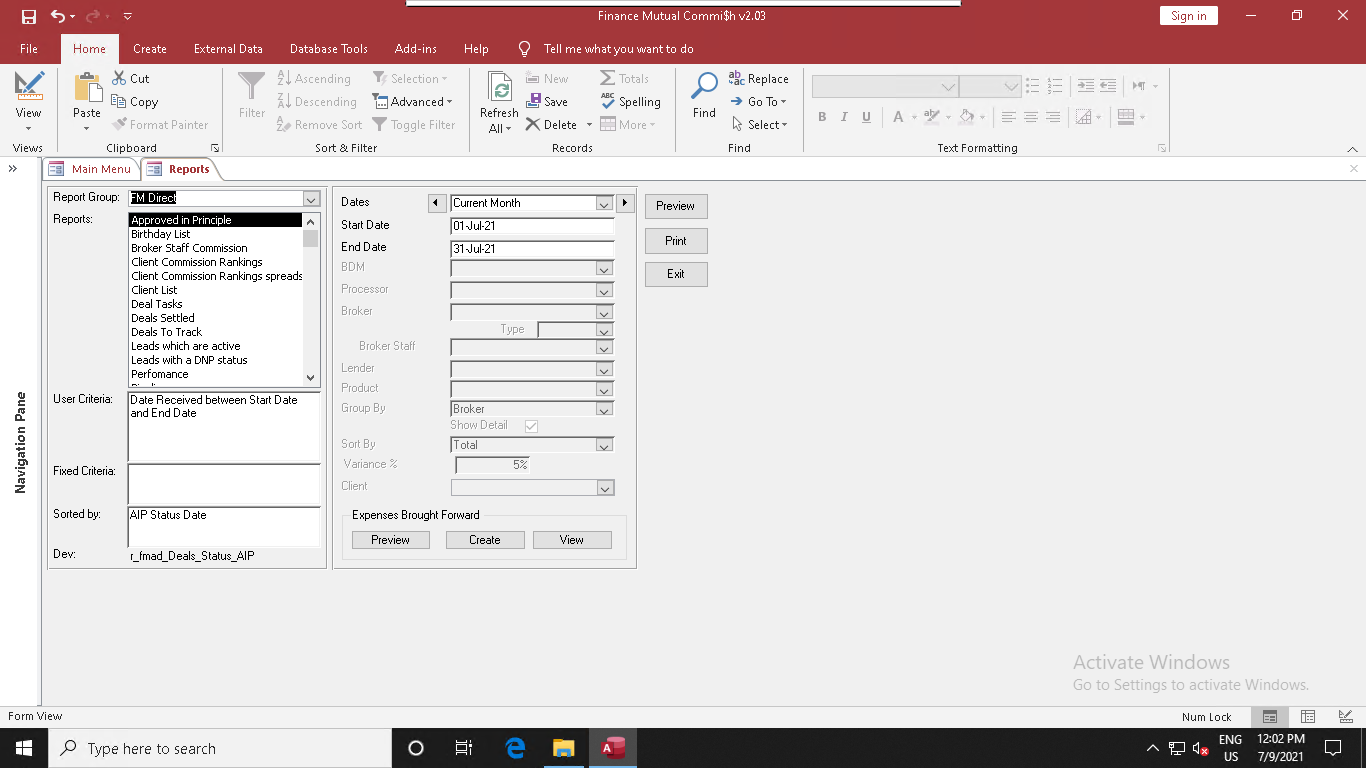 Finance Mutual Commi$h v2.03
Sign in
File Home Create External Data Database Tools Add-ins Help Tell me what you want to do
View
Views
Paste
Cut
Copy
Format Painter
Clipboard
Filter
Ascending
Descending
Remove Sort
Selection
Advanced
Toggle Filter
Sort & Filter
Refresh
All
New
Save
Delete
Totals
Spelling
More
Records
Find
Replace
Go To
Select
Find
B I U A
Text Formatting
Main Menu
Reports
Navigation Pane
Report Group: FM Direct
Reports:
Approved in Principle
Birthday List
Broker Staff Commission
Client Commission Rankings
Client Commission Rankings spreads
Client List
Deal Tasks
Deals Settled
Deals To Track
Leads which are active
Leads with a DNP status
Perfomance
User Criteria: Date Received between Start Date
and End Date
Fixed Criteria:
Sorted by: AIP Status Date
Dev: r_fmad_Deals_Status_AIP
Dates Current Month
Start Date 01-Jul-21
End Date 31-Jul-21
BDM
Processor
Broker
Type
Broker Staff
Lender
Product
Group By Broker
Show Detail
Sort By Total
Variance % 5%
Client
Expenses Brought Forward
Preview Create View
Preview
Print
Exit
Activate Windows
Go to Settings to activate Windows.
Form View
Num Lock
Type here to search
ENG
US
12:02 PM
7/9/2021